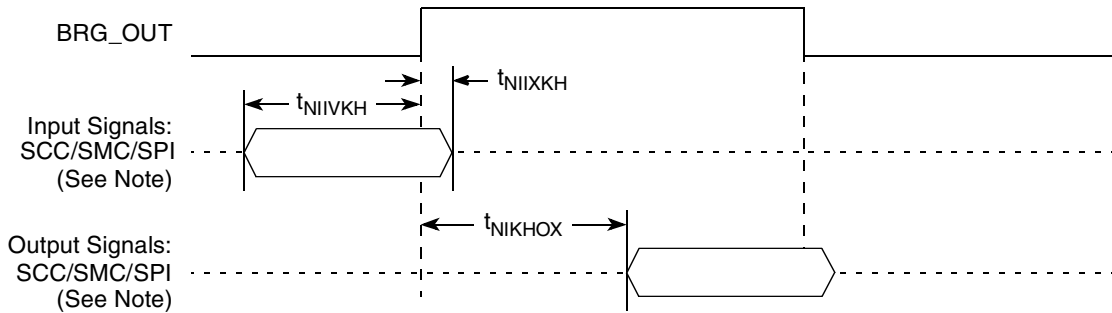 BRG_OUT
tNIIXKH
tNIIVKH
Input Signals:
SCC/SMC/SPI
(See Note)
tNIKHOX
Output Signals:
SCC/SMC/SPI
(See Note)